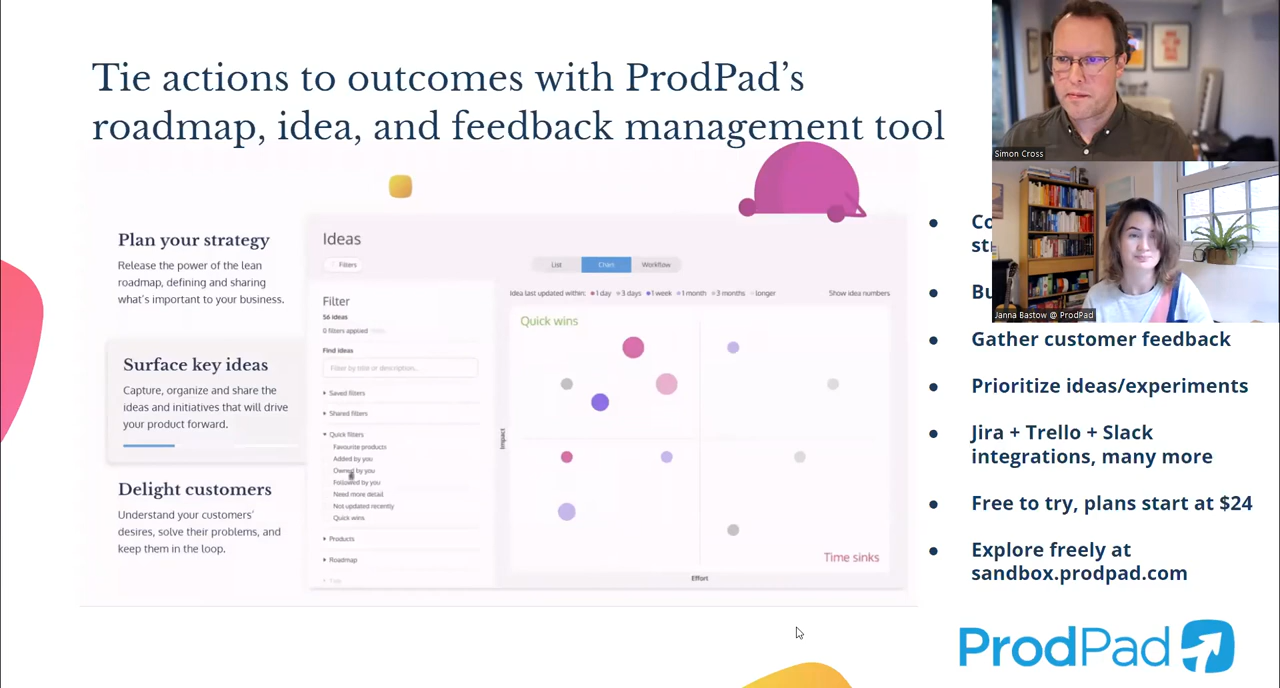 Tie actions to outcomes with ProdPad’s
roadmap, idea, and feedback management tool
Simon Cross
Janna Bastow @ ProdPad
Plan your strategy
Release the power of the lean
roadmap, defining and sharing
what’s important to your business.
Surface key ideas
Capture, organize and share the
ideas and initiatives that will drive
your product forward.
Delight customers
Understand your customers’
desires, solve their problems, and
keep them in the loop.
Ideas
Filters
List
Chart
Workflow
Filter
56 ideas
0 filters applied
Find ideas
Filter by title or description...
Saved filters
Shared filters
Quick filters
Favourite products
Added by you
Owned by you
Followed by you
Need more detail
Not updated recently
Quick wins
Products
Roadmap
Idea last updated within: 1 day 3 days 1 week 1 month 3 months longer
Show idea numbers
Quick wins
Impact
Time sinks
Effort
• Gather customer feedback
• Prioritize ideas/experiments
• Jira + Trello + Slack
integrations, many more
• Free to try, plans start at $24
• Explore freely at
sandbox.prodpad.com
ProdPad